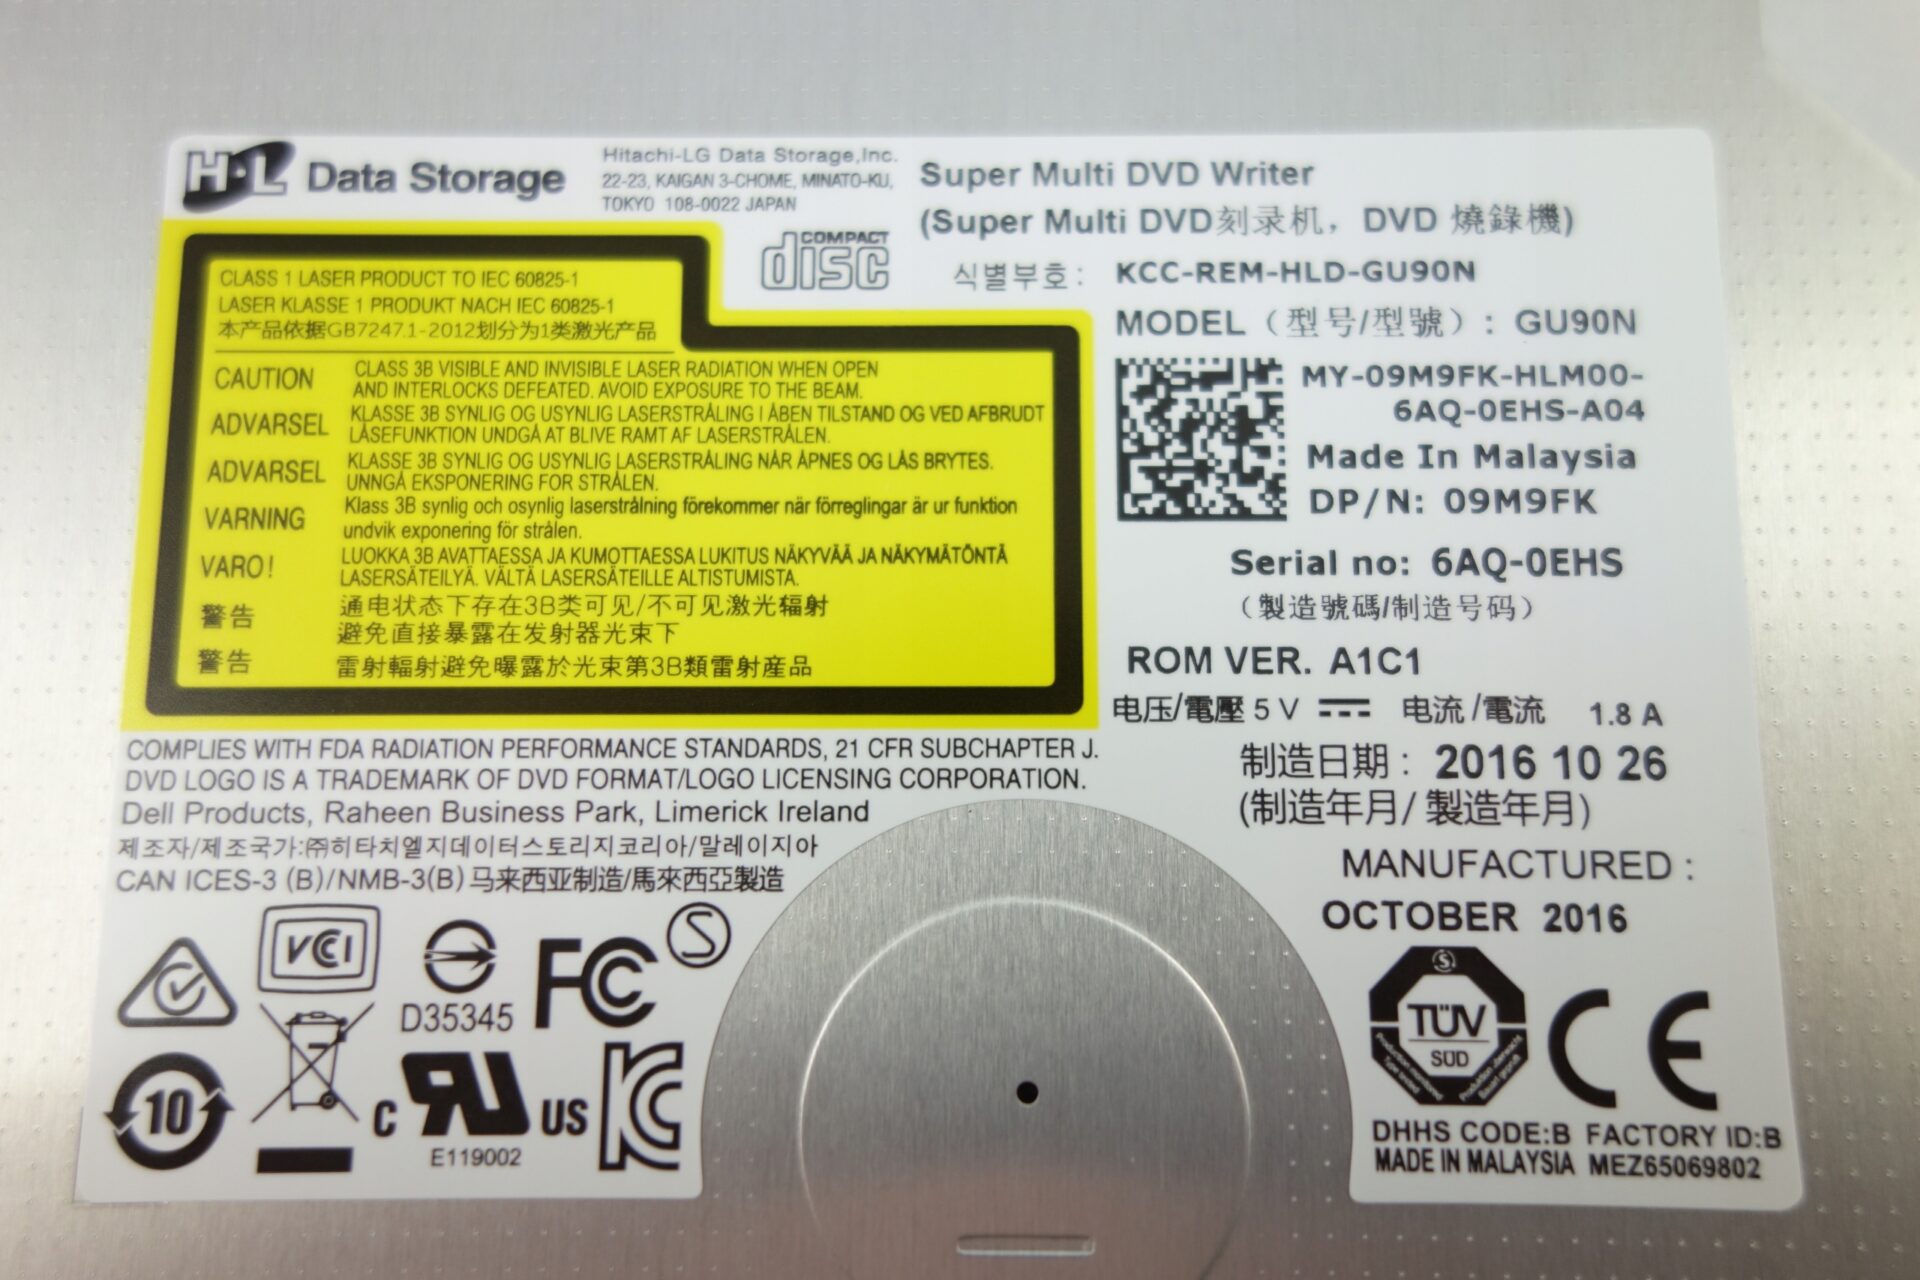 H·L Data Storage
Hitachi-LG Data Storage,Inc.
22-23, KAIGAN 3-CHOME, MINATO-KU,
TOKYO 108-0022 JAPAN
COMPACT
disc
Super Multi DVD Writer
(Super Multi DVD刻录机，DVD 燒錄機)
식별부호: KCC-REM-HLD-GU90N
MODEL（型号/型號）: GU90N
MY-09M9FK-HLM00-
6AQ-0EHS-A04
Made In Malaysia
DP/N: 09M9FK
Serial no: 6AQ-0EHS
（製造號碼/制造号码）
ROM VER. A1C1
电压/電壓 5 V 电流/電流 1.8 A
制造日期: 2016 10 26
(制造年月/ 製造年月)
MANUFACTURED :
OCTOBER 2016
CLASS 1 LASER PRODUCT TO IEC 60825-1
LASER KLASSE 1 PRODUKT NACH IEC 60825-1
本产品依据GB7247.1-2012划分为1类激光产品
CAUTION CLASS 3B VISIBLE AND INVISIBLE LASER RADIATION WHEN OPEN
AND INTERLOCKS DEFEATED. AVOID EXPOSURE TO THE BEAM.
ADVARSEL KLASSE 3B SYNLIG OG USYNLIG LASERSTRÅLING I ÅBEN TILSTAND OG VED AFBRUDT
LÅSEFUNKTION UNDGÅ AT BLIVE RAMT AF LASERSTRÅLEN.
ADVARSEL KLASSE 3B SYNLIG OG USYNLIG LASERSTRÅLING NÅR ÅPNES OG LÅS BRYTES.
UNNGÅ EKSPONERING FOR STRÅLEN.
VARNING Klass 3B synlig och osynlig laserstrålning förekommer när förreglingar är ur funktion
undvik exponering för strålen.
VARO! LUOKKA 3B AVATTAESSA JA KUMOTTAESSA LUKITUS NÄKYVÄÄ JA NÄKYMÄTÖNTÄ
LASERSÄTEILYÄ. VÄLTÄ LASERSÄTEILLE ALTISTUMISTA.
警告 通电状态下存在3B类可见/不可见激光辐射
避免直接暴露在发射器光束下
警告 雷射輻射避免曝露於光束第3B類雷射産品
COMPLIES WITH FDA RADIATION PERFORMANCE STANDARDS, 21 CFR SUBCHAPTER J.
DVD LOGO IS A TRADEMARK OF DVD FORMAT/LOGO LICENSING CORPORATION.
Dell Products, Raheen Business Park, Limerick Ireland
제조자/제조국가:㈜히타치엘지데이터스토리지코리아/말레이지아
CAN ICES-3 (B)/NMB-3(B) 马来西亚制造/馬來西亞製造
VCI
D35345
FC
S
10
C UR US
E119002
KC
TÜV
SÜD
CE
DHHS CODE:B FACTORY ID:B
MADE IN MALAYSIA MEZ65069802